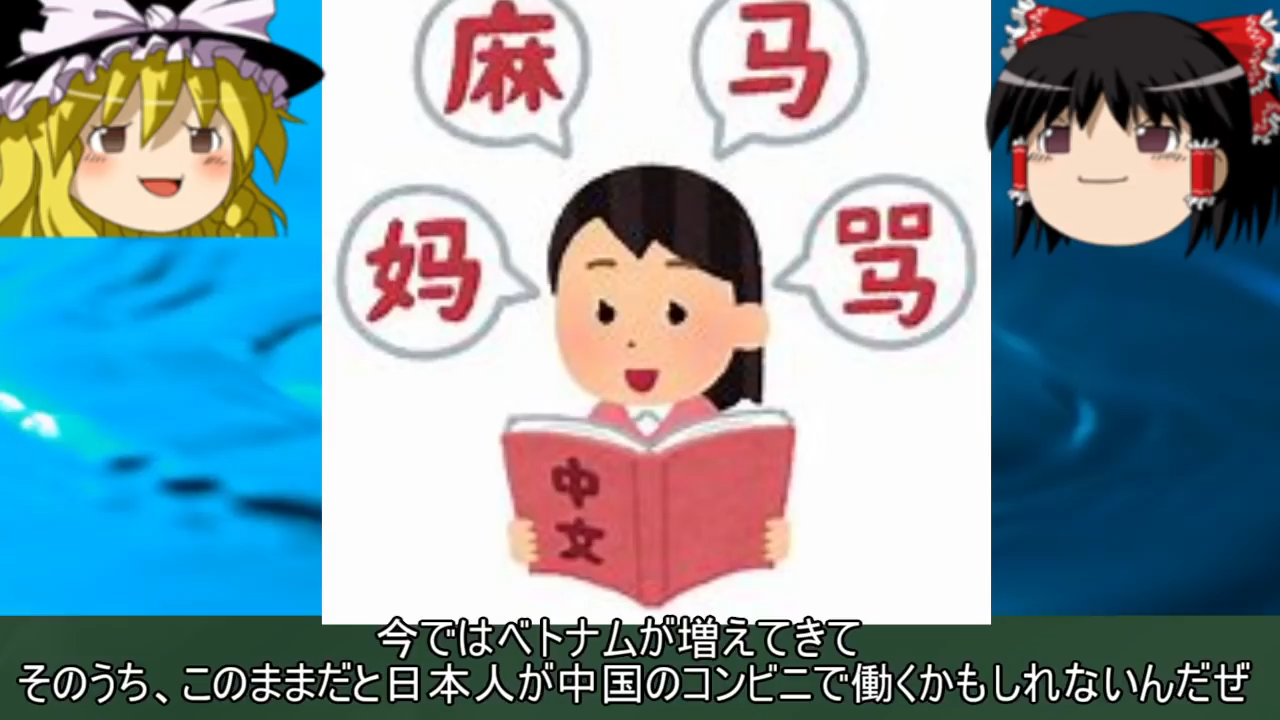 麻
马
妈
骂
中
文
今ではベトナムが増えてきて
そのうち、このままだと日本人が中国のコンビニで働くかもしれないんだぜ